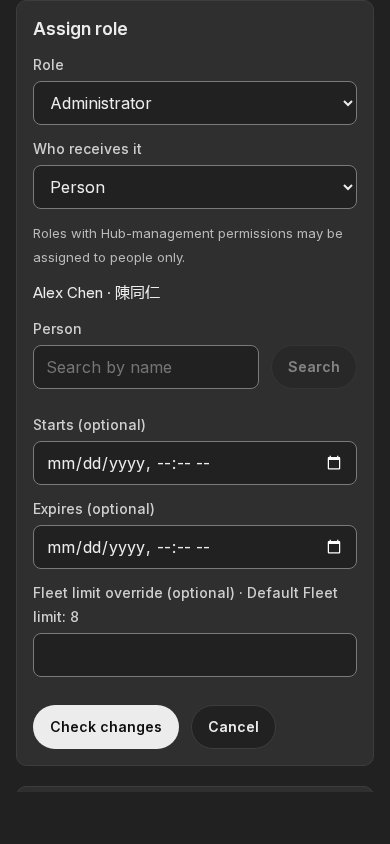 Assign role
Role
Administrator
Who receives it
Person
Roles with Hub-management permissions may be
assigned to people only.
Alex Chen · 陳同仁
Person
Search by name
Search
Starts (optional)
mm/dd/yyyy, --:-- --
Expires (optional)
mm/dd/yyyy, --:-- --
Fleet limit override (optional) · Default Fleet
limit: 8
Check changes
Cancel